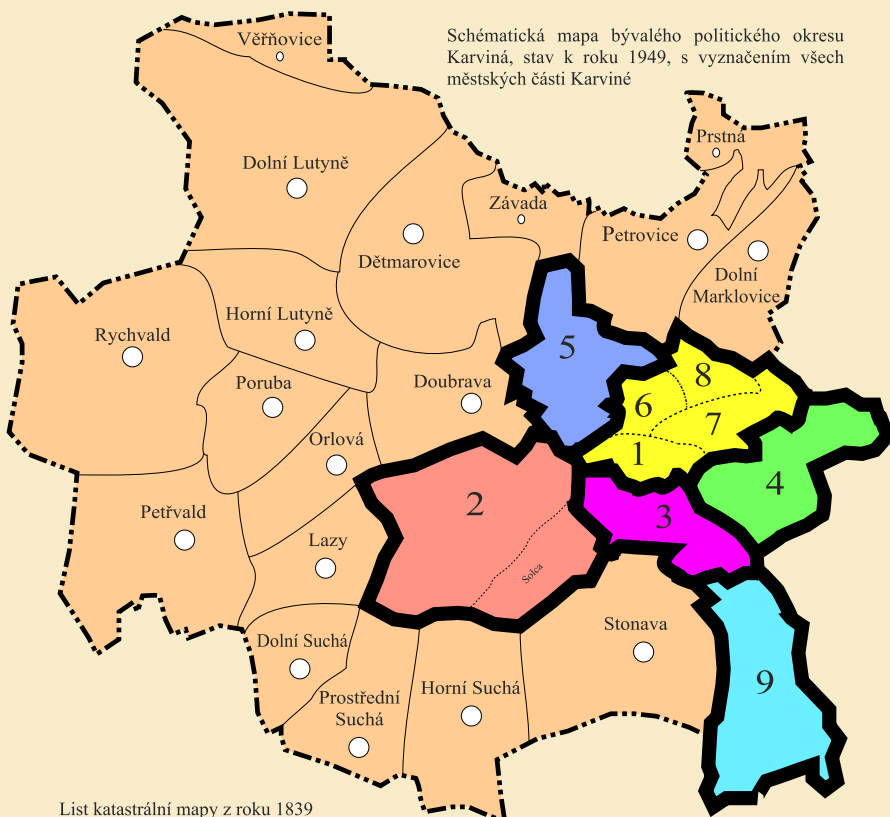 Schématická mapa bývalého politického okresu
Karviná, stav k roku 1949, s vyznačením všech
městských části Karviné
Věřňovice
Prstná
Dolní Lutyně
Závada
Petrovice
Dětmarovice
Dolní
Marklovice
Horní Lutyně
Rychvald
5
8
Poruba
Doubrava
6
7
Orlová
1
4
2
3
Petřvald
Lazy
Solca
Stonava
Dolní Suchá
9
Prostřední
Suchá
Horní Suchá
List katastrální mapy z roku 1839